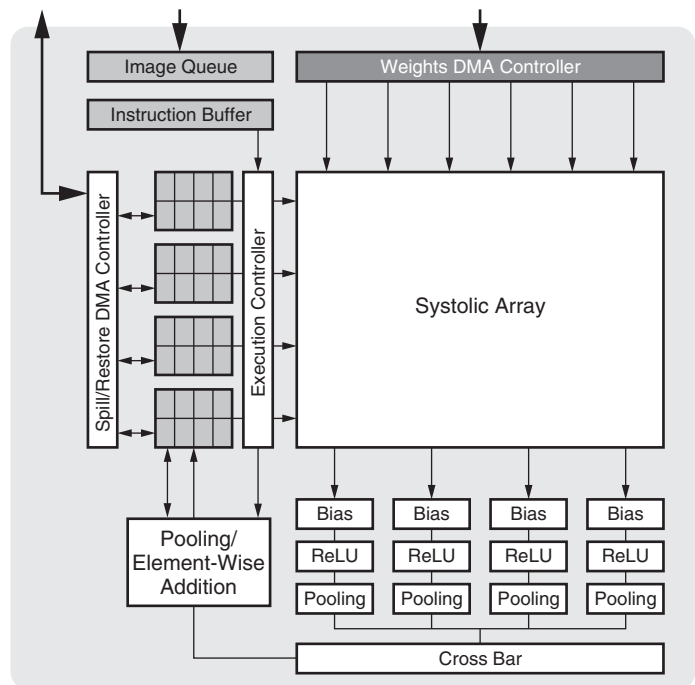 Image Queue
Weights DMA Controller
Instruction Buffer
Spill/Restore DMA Controller
Execution Controller
Systolic Array
Bias
Bias
Bias
Bias
ReLU
ReLU
ReLU
ReLU
Pooling
Pooling
Pooling
Pooling
Pooling/
Element-Wise
Addition
Cross Bar